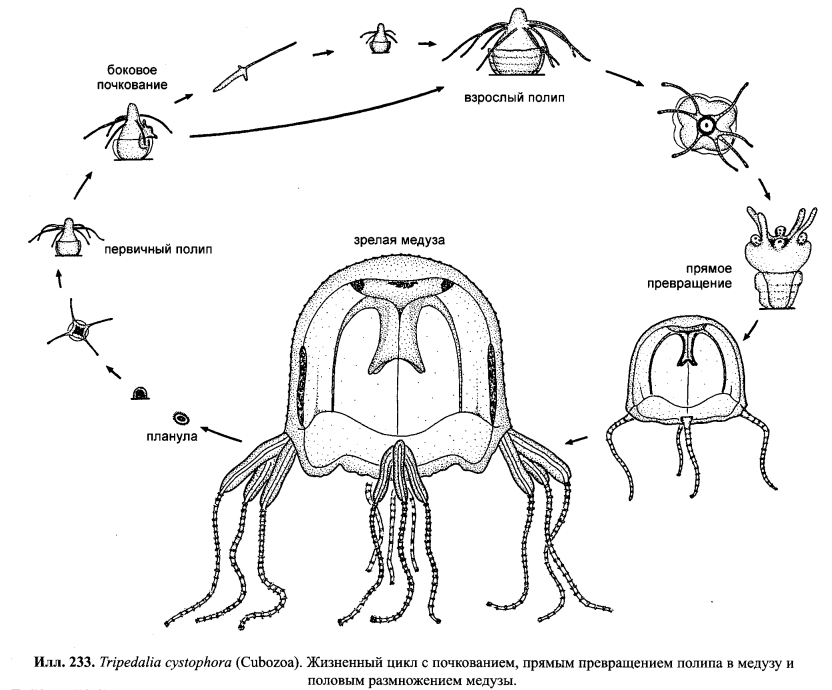 боковое
почкование
взрослый полип
первичный полип
зрелая медуза
прямое
превращение
планула
Илл. 233. Tripedalia cystophora (Cubozoa). Жизненный цикл с почкованием, прямым превращением полипа в медузу и
половым размножением медузы.